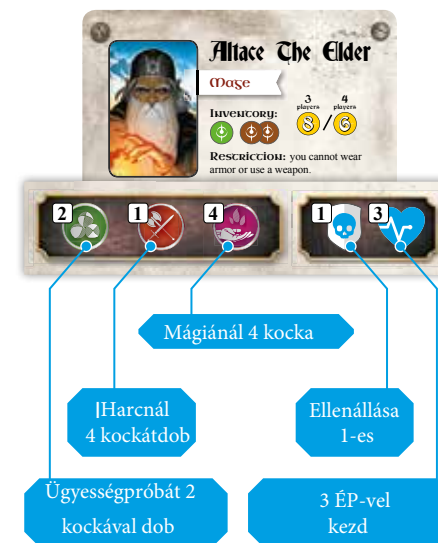 Altace The Elder
Mage
3 players 4 players
Inventory: 8 / 6
Restriction: you cannot wear
armor or use a weapon.
2 1 4 1 3
Mágiánál 4 kocka
|Harcnál
4 kockátdob
Ellenállása
1-es
Ügyességpróbát 2
kockával dob
3 ÉP-vel
kezd